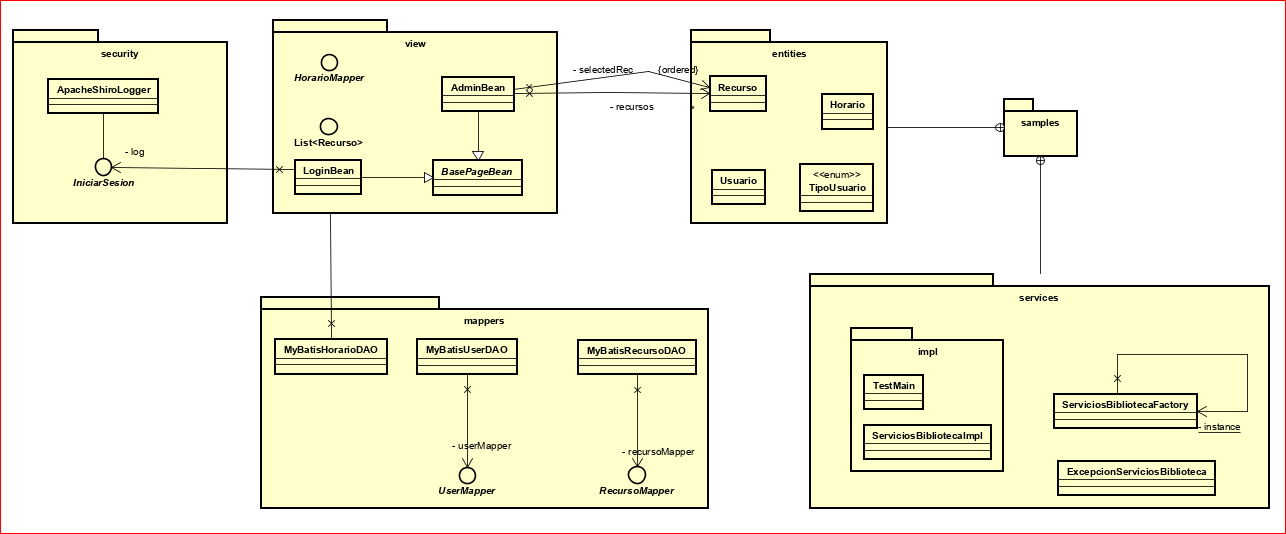 security
ApacheShiroLogger
- log
IniciarSesion
view
HorarioMapper
List<Recurso>
LoginBean
AdminBean
BasePageBean
- selectedRec
{ordered}
- recursos
*
entities
Recurso
Horario
Usuario
<<enum>>
TipoUsuario
samples
mappers
MyBatisHorarioDAO
MyBatisUserDAO
MyBatisRecursoDAO
- userMapper
- recursoMapper
UserMapper
RecursoMapper
services
impl
TestMain
ServiciosBibliotecaImpl
ServiciosBibliotecaFactory
- instance
ExcepcionServiciosBiblioteca